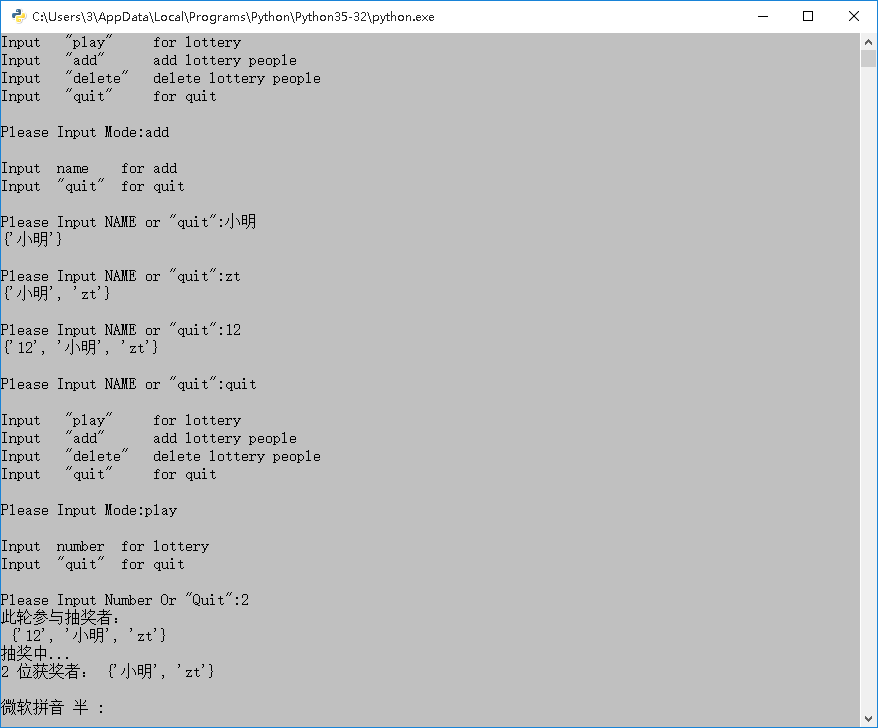 C:\Users\3\AppData\Local\Programs\Python\Python35-32\python.exe
Input   "play"     for lottery
Input   "add"      add lottery people
Input   "delete"   delete lottery people
Input   "quit"     for quit
Please Input Mode:add
Input  name    for add
Input  "quit"  for quit
Please Input NAME or "quit":小明
{'小明'}
Please Input NAME or "quit":zt
{'小明', 'zt'}
Please Input NAME or "quit":12
{'12', '小明', 'zt'}
Please Input NAME or "quit":quit
Input   "play"     for lottery
Input   "add"      add lottery people
Input   "delete"   delete lottery people
Input   "quit"     for quit
Please Input Mode:play
Input  number  for lottery
Input  "quit"  for quit
Please Input Number Or "Quit":2
此轮参与抽奖者:
 {'12', '小明', 'zt'}
抽奖中...
2 位获奖者: {'小明', 'zt'}
微软拼音 半 :